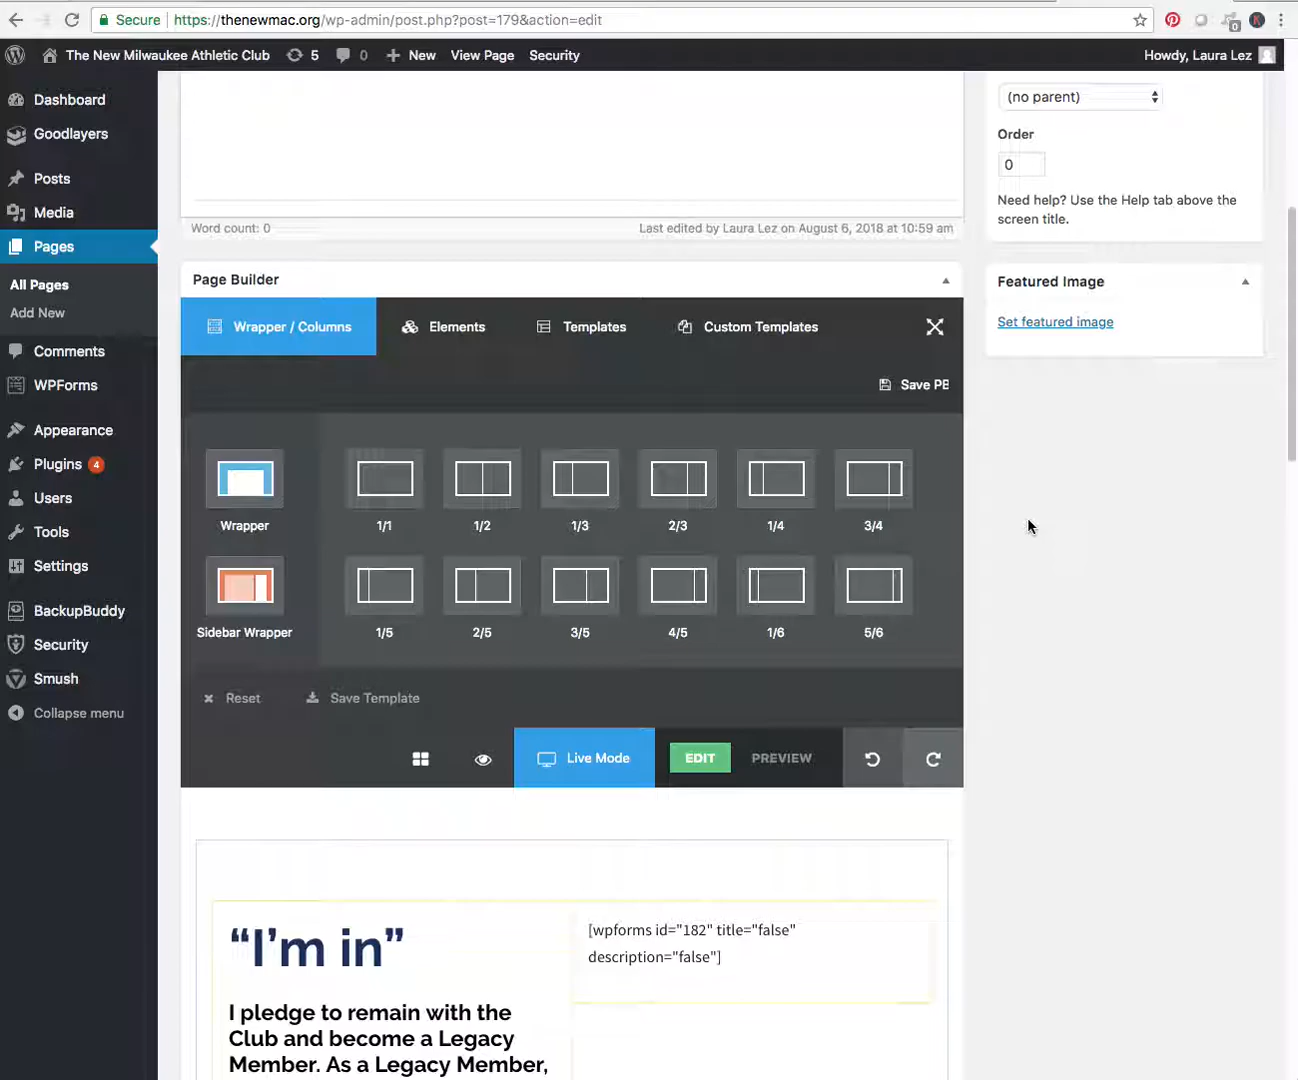 Secure https://thenewmac.org/wp-admin/post.php?post=179&action=edit
0
The New Milwaukee Athletic Club 5 0 New View Page Security Howdy, Laura Lez
Dashboard
Goodlayers
Posts
Media
Pages
All Pages
Add New
Comments
WPForms
Appearance
Plugins 4
Users
Tools
Settings
BackupBuddy
Security
Smush
Collapse menu
Word count: 0 Last edited by Laura Lez on August 6, 2018 at 10:59 am
Page Builder
Wrapper / Columns Elements Templates Custom Templates
Save PB
Wrapper 1/1 1/2 1/3 2/3 1/4 3/4
Sidebar Wrapper 1/5 2/5 3/5 4/5 1/6 5/6
Reset Save Template
Live Mode EDIT PREVIEW
“I’m in”
I pledge to remain with the
Club and become a Legacy
Member. As a Legacy Member,
[wpforms id="182" title="false"
description="false"]
(no parent)
Order
0
Need help? Use the Help tab above the
screen title.
Featured Image
Set featured image